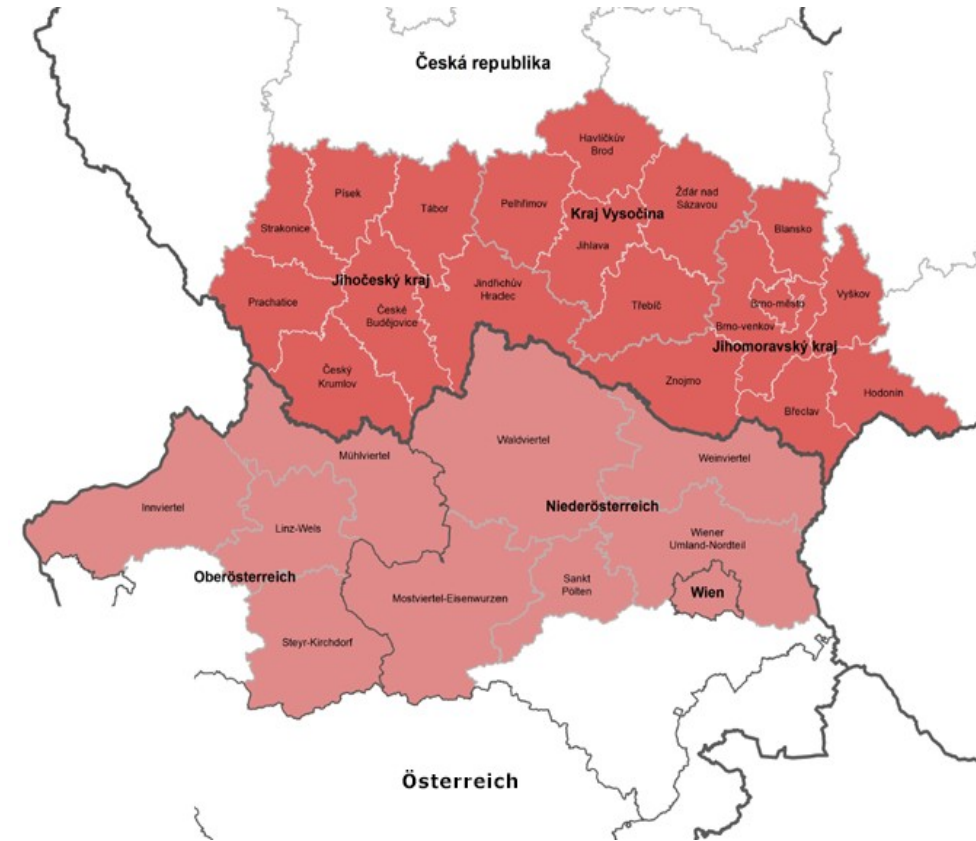 Česká republika
Havlíčkův
Brod
Písek
Tábor
Pelhřimov
Žďár nad
Sázavou
Kraj Vysočina
Strakonice
Blansko
Jihlava
Jihočeský kraj
Jindřichův
Hradec
Prachatice
České
Budějovice
Třebíč
Brno-město
Vyškov
Brno-venkov
Jihomoravský kraj
Český
Krumlov
Znojmo
Hodonín
Břeclav
Waldviertel
Mühlviertel
Weinviertel
Innviertel
Niederösterreich
Linz-Wels
Wiener
Umland-Nordteil
Oberösterreich
Sankt
Pölten
Mostviertel-Eisenwurzen
Wien
Steyr-Kirchdorf
Österreich